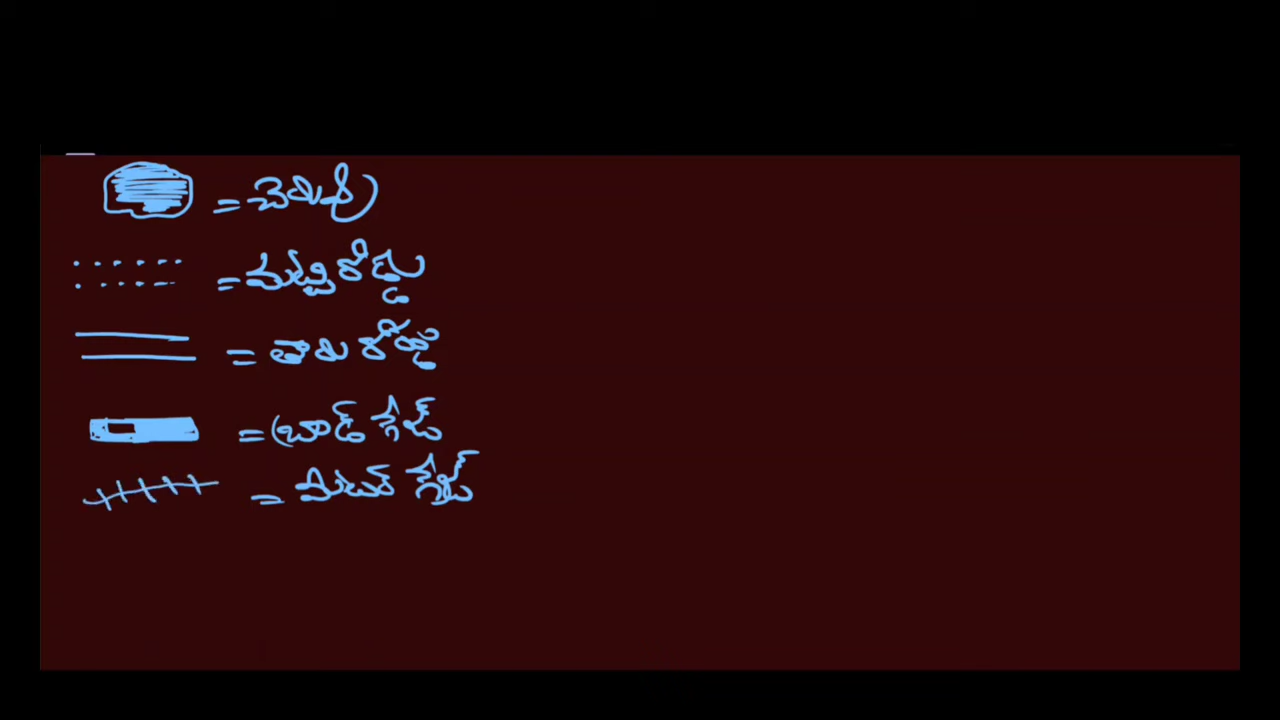 = చెరువు
= మట్టి రోడ్డు
= తారు రోడ్డు
= బ్రాడ్ గేజ్
= మీటర్ గేజ్